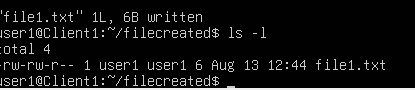 "file1.txt" 1L, 6B written
user1@Client1:~/filecreated$ ls -l
total 4
-rw-rw-r-- 1 user1 user1 6 Aug 13 12:44 file1.txt
user1@Client1:~/filecreated$ _